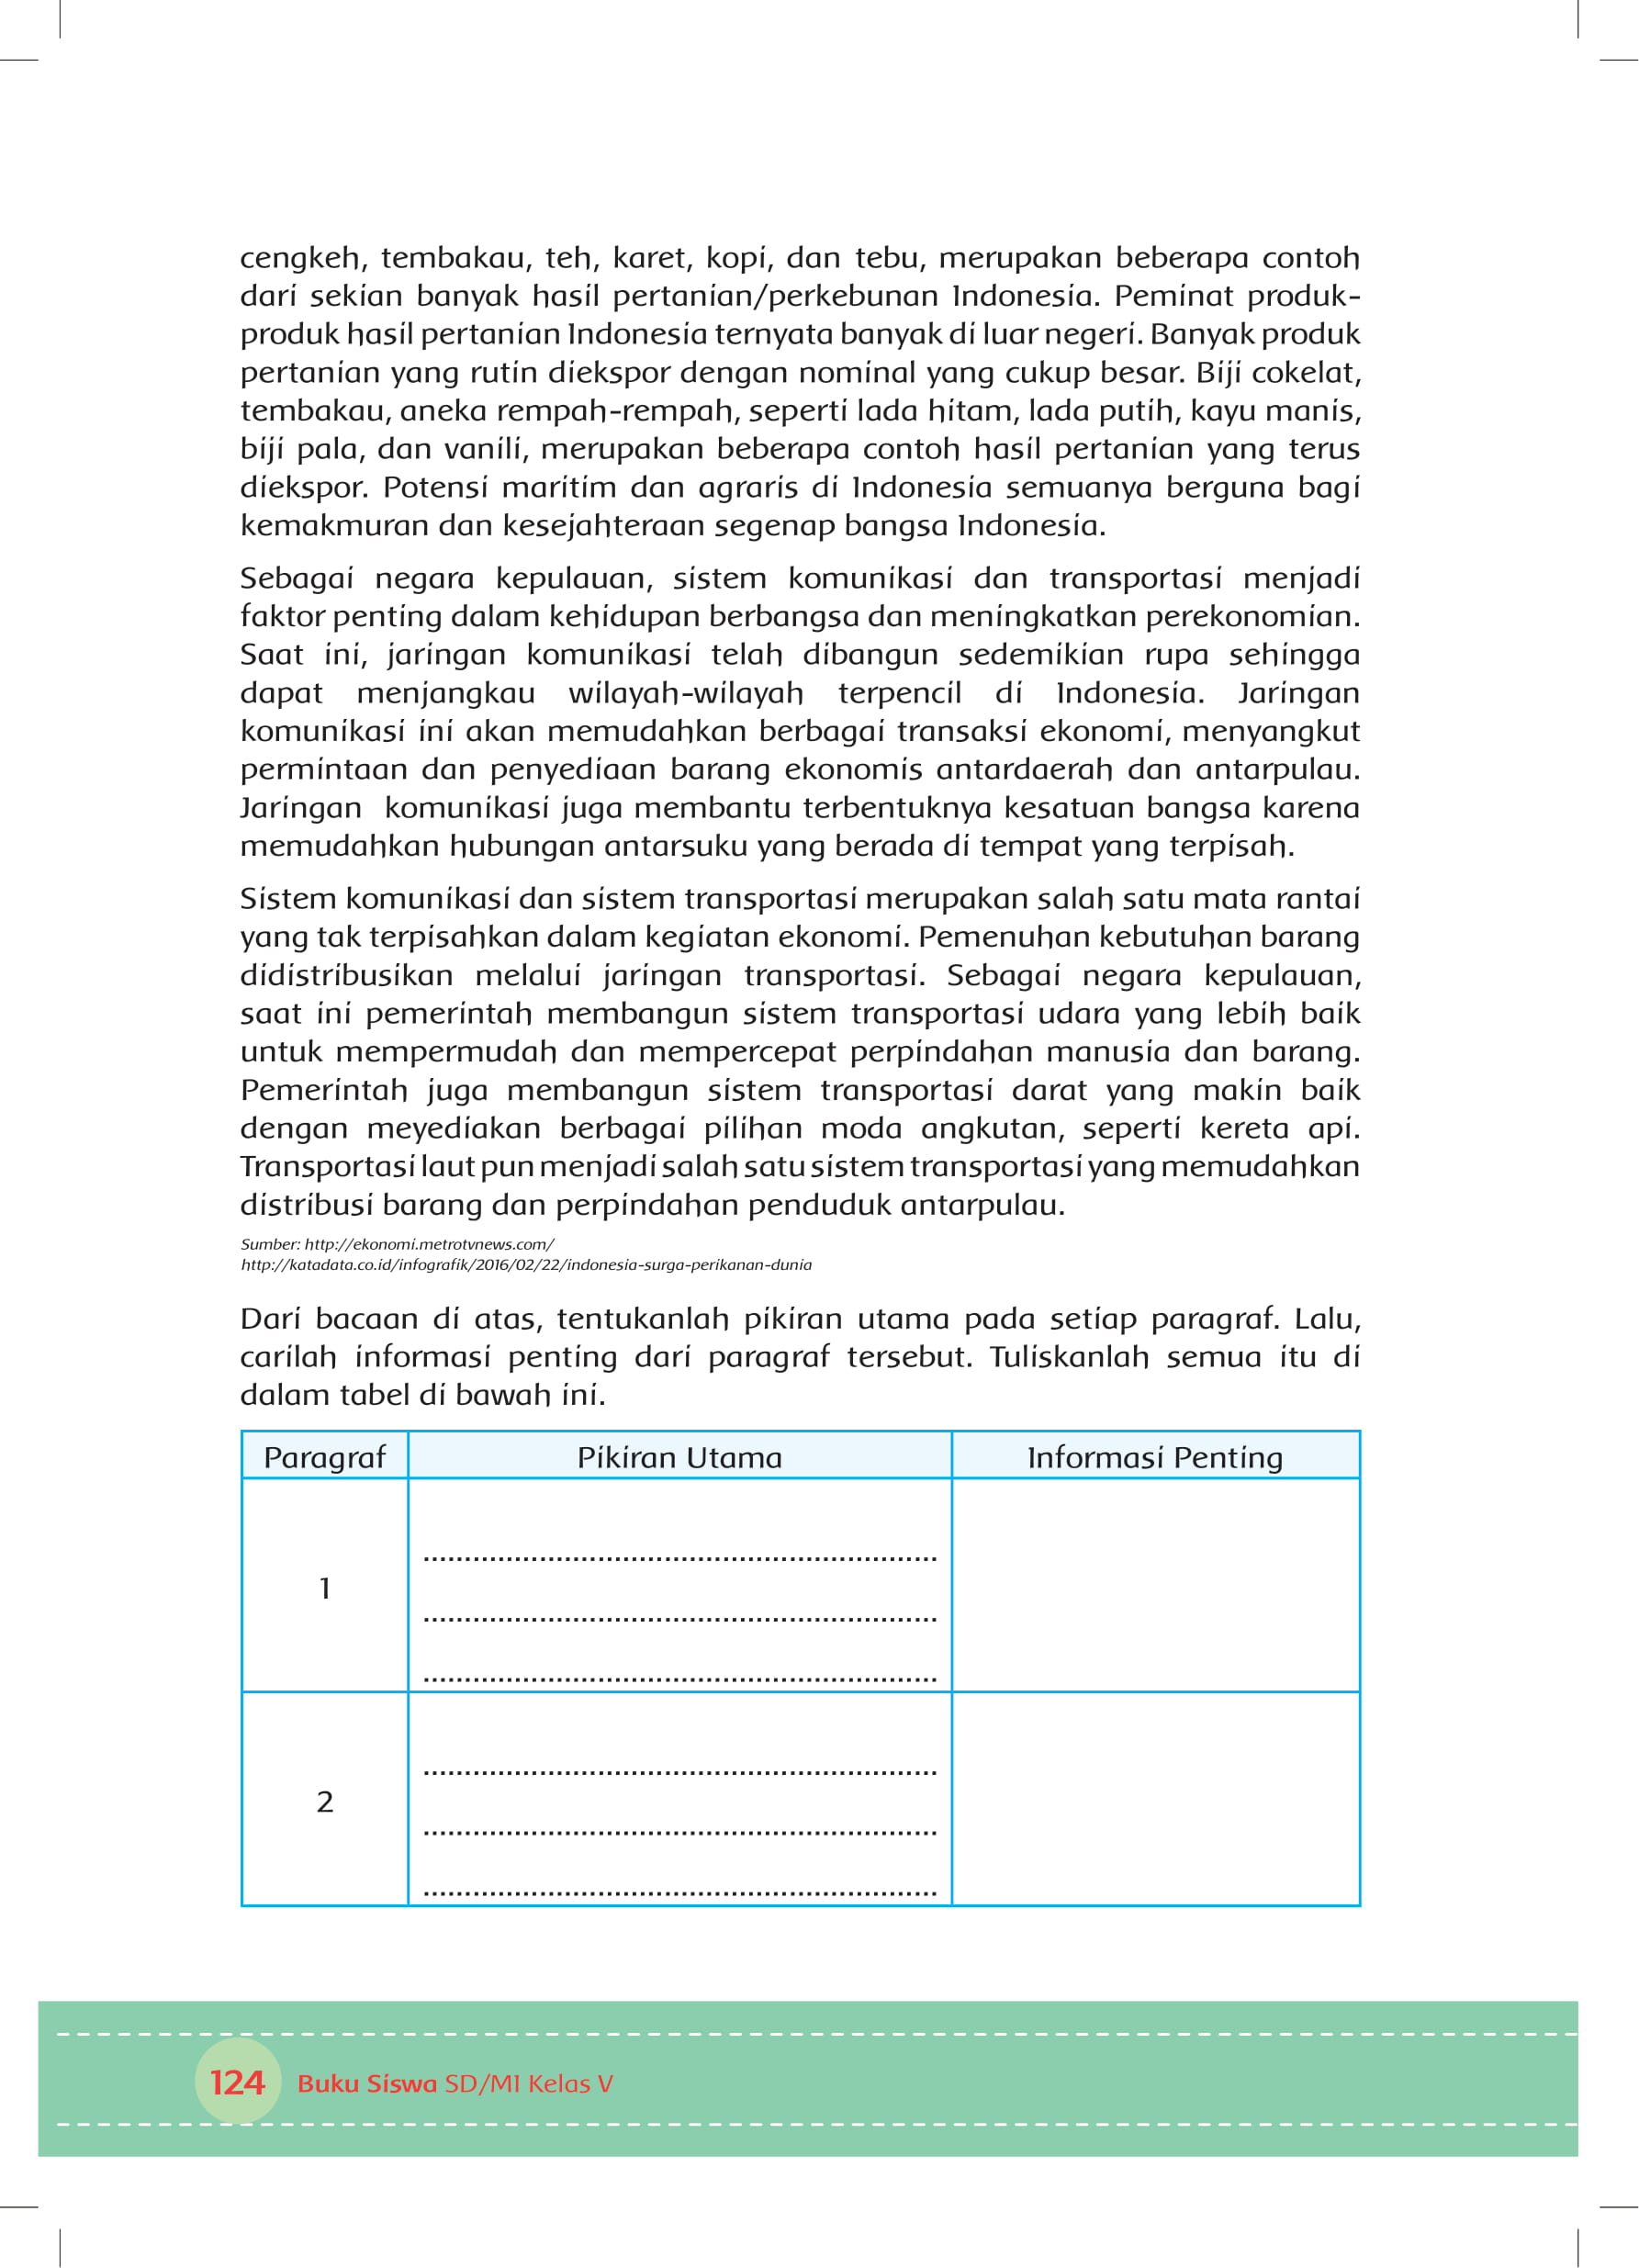 cengkeh, tembakau, teh, karet, kopi, dan tebu, merupakan beberapa contoh
dari sekian banyak hasil pertanian/perkebunan Indonesia. Peminat produk-
produk hasil pertanian Indonesia ternyata banyak di luar negeri. Banyak produk
pertanian yang rutin diekspor dengan nominal yang cukup besar. Biji cokelat,
tembakau, aneka rempah-rempah, seperti lada hitam, lada putih, kayu manis,
biji pala, dan vanili, merupakan beberapa contoh hasil pertanian yang terus
diekspor. Potensi maritim dan agraris di Indonesia semuanya berguna bagi
kemakmuran dan kesejahteraan segenap bangsa Indonesia.
Sebagai negara kepulauan, sistem komunikasi dan transportasi menjadi
faktor penting dalam kehidupan berbangsa dan meningkatkan perekonomian.
Saat ini, jaringan komunikasi telah dibangun sedemikian rupa sehingga
dapat menjangkau wilayah-wilayah terpencil di Indonesia. Jaringan
komunikasi ini akan memudahkan berbagai transaksi ekonomi, menyangkut
permintaan dan penyediaan barang ekonomis antardaerah dan antarpulau.
Jaringan komunikasi juga membantu terbentuknya kesatuan bangsa karena
memudahkan hubungan antarsuku yang berada di tempat yang terpisah.
Sistem komunikasi dan sistem transportasi merupakan salah satu mata rantai
yang tak terpisahkan dalam kegiatan ekonomi. Pemenuhan kebutuhan barang
didistribusikan melalui jaringan transportasi. Sebagai negara kepulauan,
saat ini pemerintah membangun sistem transportasi udara yang lebih baik
untuk mempermudah dan mempercepat perpindahan manusia dan barang.
Pemerintah juga membangun sistem transportasi darat yang makin baik
dengan meyediakan berbagai pilihan moda angkutan, seperti kereta api.
Transportasi laut pun menjadi salah satu sistem transportasi yang memudahkan
distribusi barang dan perpindahan penduduk antarpulau.
Sumber: http://ekonomi.metrotvnews.com/
http://katadata.co.id/infografik/2016/02/22/indonesia-surga-perikanan-dunia
Dari bacaan di atas, tentukanlah pikiran utama pada setiap paragraf. Lalu,
carilah informasi penting dari paragraf tersebut. Tuliskanlah semua itu di
dalam tabel di bawah ini.
Paragraf Pikiran Utama Informasi Penting
1
2
124 Buku Siswa SD/MI Kelas V